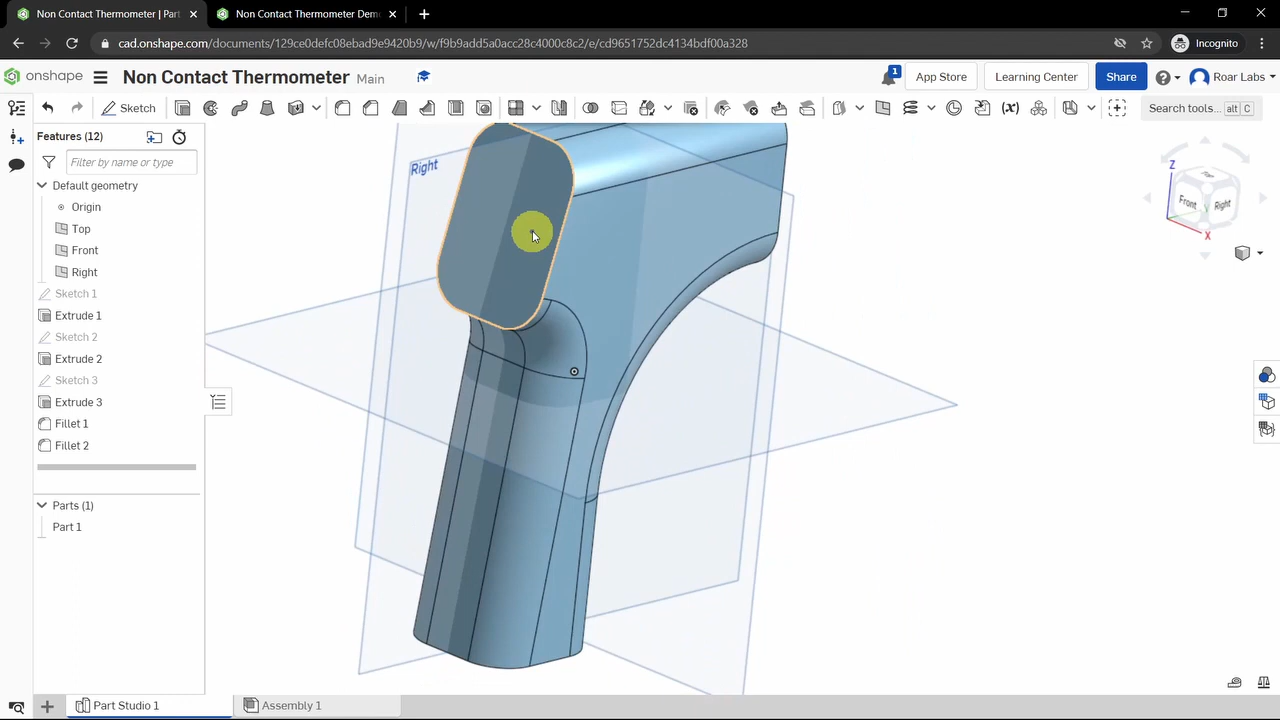 Non Contact Thermometer | Part
Non Contact Thermometer Dem
cad.onshape.com/documents/129ce0defc08ebad9e9420b9/w/f9b9add5a0acc28c4000c8c2/e/cd9651752dc4134bdf00a328
Incognito
onshape
Non Contact Thermometer Main
1
App Store
Learning Center
Share
Roar Labs
Sketch
Search tools...
alt C
Features (12)
Filter by name or type
Default geometry
Origin
Top
Front
Right
Sketch 1
Extrude 1
Sketch 2
Extrude 2
Sketch 3
Extrude 3
Fillet 1
Fillet 2
Parts (1)
Part 1
Right
Z
Top
Front
Right
Y
X
Part Studio 1
Assembly 1